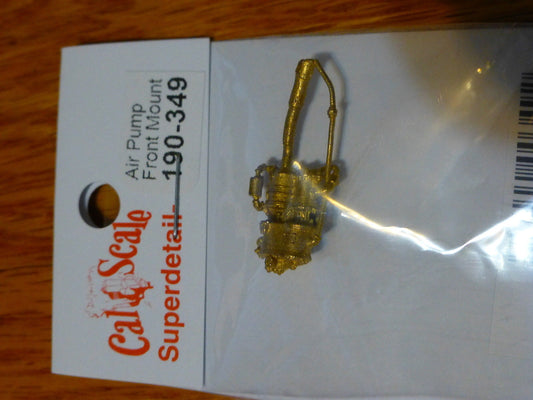 Cal Scale
Superdetail-
Air Pump
Front Mount
190-349